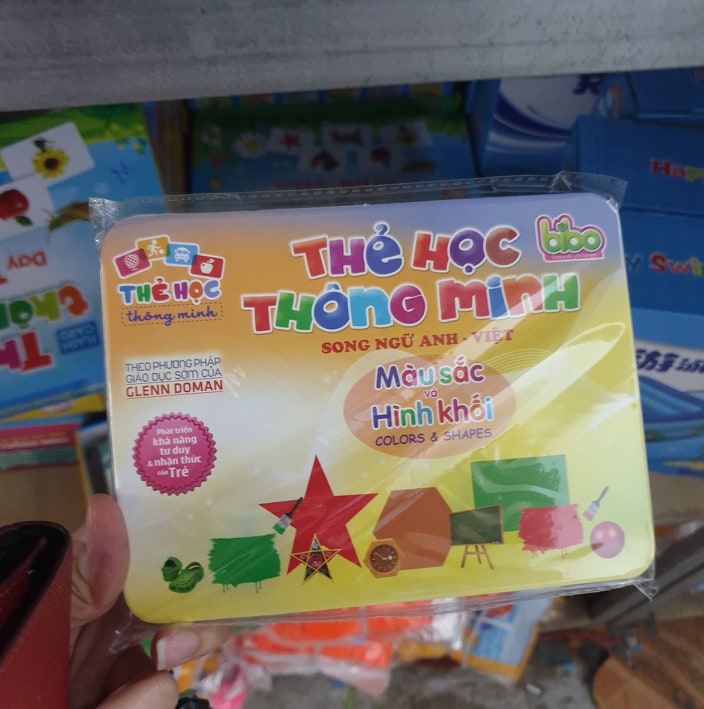 THẺ HỌC
thông minh
THẺ HỌC
THÔNG MINH
bibo
SONG NGỮ ANH - VIỆT
THEO PHƯƠNG PHÁP
GIÁO DỤC SỚM CỦA
GLENN DOMAN
Màu sắc
và
Hình khối
COLORS & SHAPES
Phát triển
khả năng
tư duy
& nhận thức
của Trẻ